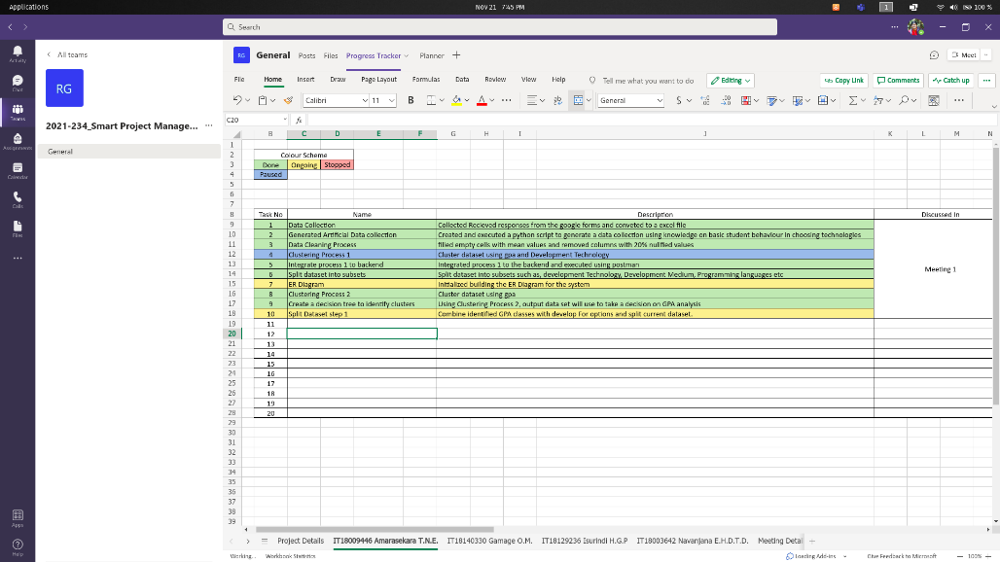 Applications
Nov 21 7:45 PM
1
100 %
Search
Activity
Chat
Teams
Assignments
Calendar
Calls
Files
Apps
Help
All teams
RG
2021-234_Smart Project Manage... ...
General
RG General Posts Files Progress Tracker Planner
Meet
File Home Insert Draw Page Layout Formulas Data Review View Help Tell me what you want to do Editing Copy Link Comments Catch up
Calibri 11 B A General
C20 fx
B C D E F G H I J K L M N
1
2 Colour Scheme
3 Done Ongoing Stopped
4 Paused
5
6
7
8 Task No Name Description Discussed In
9 1 Data Collection Collected Recieved responses from the google forms and conveted to a excel file
10 2 Generated Artificial Data collection Created and executed a python script to generate a data collection using knowledge on basic student behaviour in choosing technologies
11 3 Data Cleaning Process filled empty cells with mean values and removed columns with 20% nullified values
12 4 Clustering Process 1 Cluster dataset using gpa and Development Technology
13 5 Integrate process 1 to backend Integrated process 1 to the backend and executed using postman
Meeting 1
14 6 Split dataset into subsets Split dataset into subsets such as, development Technology, Development Medium, Programming languages etc
15 7 ER Diagram Initialized building the ER Diagram for the system
16 8 Clustering Process 2 Cluster dataset using gpa
17 9 Create a decision tree to identify clusters Using Clustering Process 2, output data set will use to take a decision on GPA analysis
18 10 Split Dataset step 1 Combine identified GPA classes with develop For options and split current dataset.
19 11
20 12
21 13
22 14
23 15
24 16
25 17
26 18
27 19
28 20
29
30
31
32
33
34
35
36
37
38
39
Project Details IT18009446 Amarasekara T.N.E. IT18140330 Gamage O.M. IT18129236 Isurindi H.G.P IT18003642 Navanjana E.H.D.T.D. Meeting Detai
Working... Workbook Statistics Loading Add-ins Give Feedback to Microsoft 100%